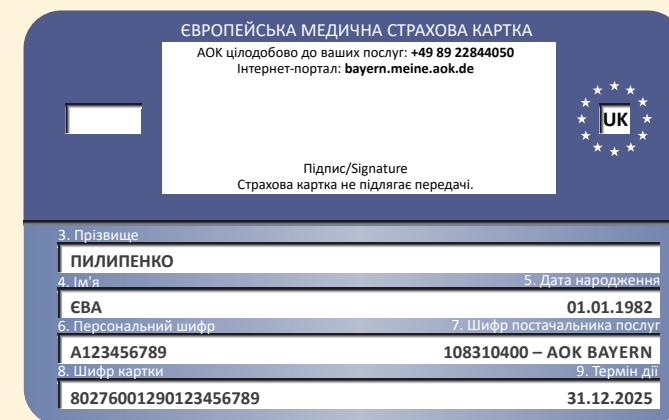 ЄВРОПЕЙСЬКА МЕДИЧНА СТРАХОВА КАРТКА
АОК цілодобово до ваших послуг: +49 89 22844050
Інтернет-портал: bayern.meine.aok.de
UK
Підпис/Signature
Страхова картка не підлягає передачі.
3. Прізвище
ПИЛИПЕНКО
4. Ім'я 5. Дата народження
ЄВА 01.01.1982
6. Персональний шифр 7. Шифр постачальника послуг
A123456789 108310400 – AOK BAYERN
8. Шифр картки 9. Термін дії
80276001290123456789 31.12.2025